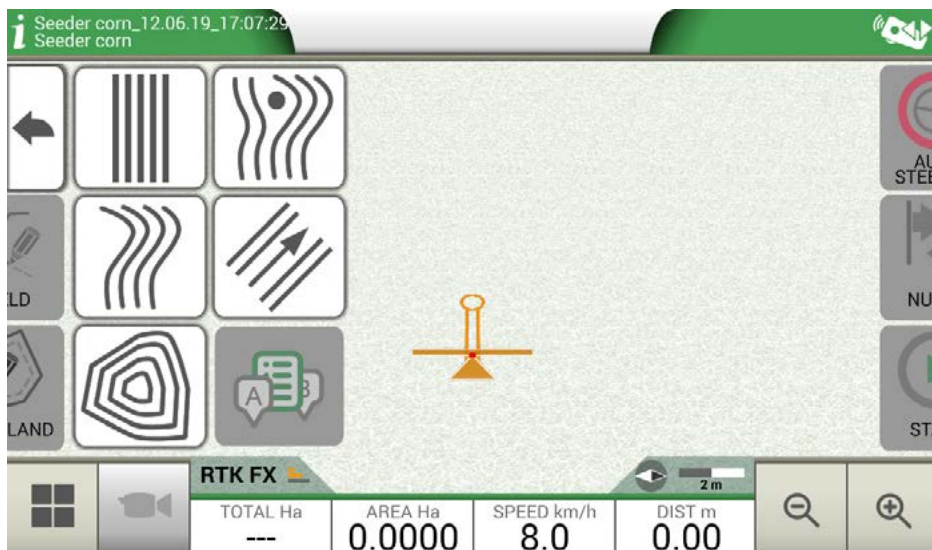 Seeder corn_12.06.19_17:07:29
Seeder corn
A
B
RTK FX
2 m
TOTAL Ha
---
AREA Ha
0.0000
SPEED km/h
8.0
DIST m
0.00